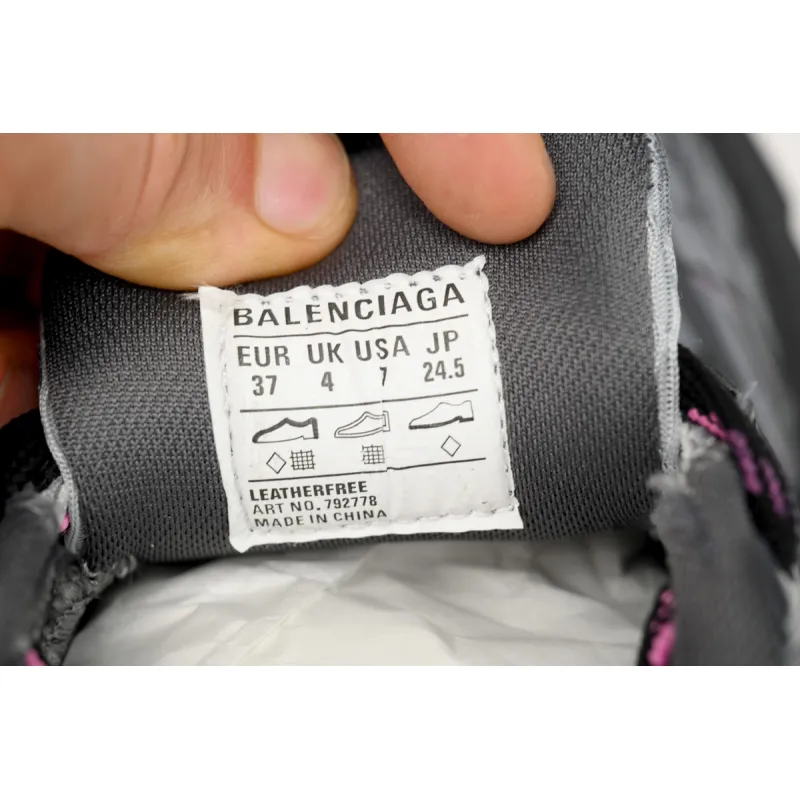 BALENCIAGA
EUR UK USA JP
37 4 7 24.5
LEATHERFREE
ART NO. 792778
MADE IN CHINA